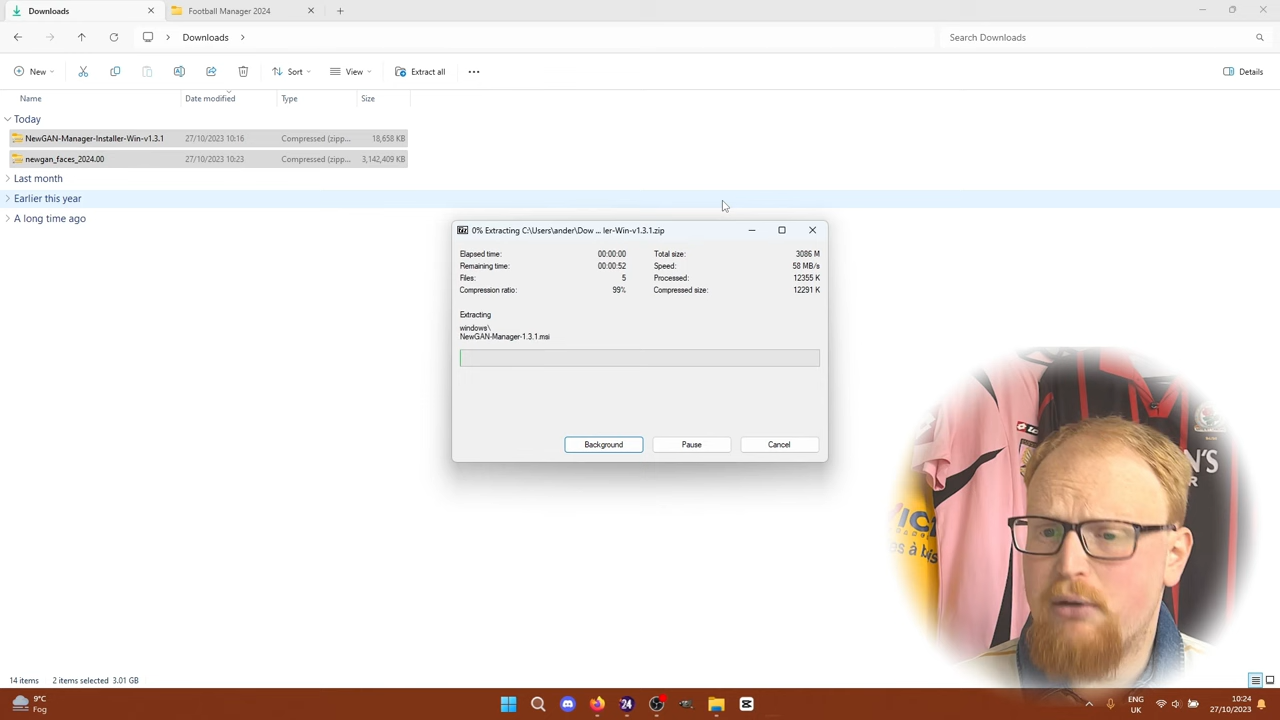 Downloads
Football Manager 2024
Downloads
Search Downloads
New
Sort
View
Extract all
Details
Name Date modified Type Size
Today
NewGAN-Manager-Installer-Win-v1.3.1 27/10/2023 10:16 Compressed (zipp... 18,658 KB
newgan_faces_2024.00 27/10/2023 10:23 Compressed (zipp... 3,142,409 KB
Last month
Earlier this year
A long time ago
0% Extracting C:\Users\ander\Dow ... ler-Win-v1.3.1.zip
Elapsed time: 00:00:00 Total size: 3086 M
Remaining time: 00:00:52 Speed: 58 MB/s
Files: 5 Processed: 12355 K
Compression ratio: 99% Compressed size: 12291 K
Extracting
windows\
NewGAN-Manager-1.3.1.msi
Background Pause Cancel
14 items 2 items selected 3.01 GB
9°C
Fog
24
ENG
UK
10:24
27/10/2023